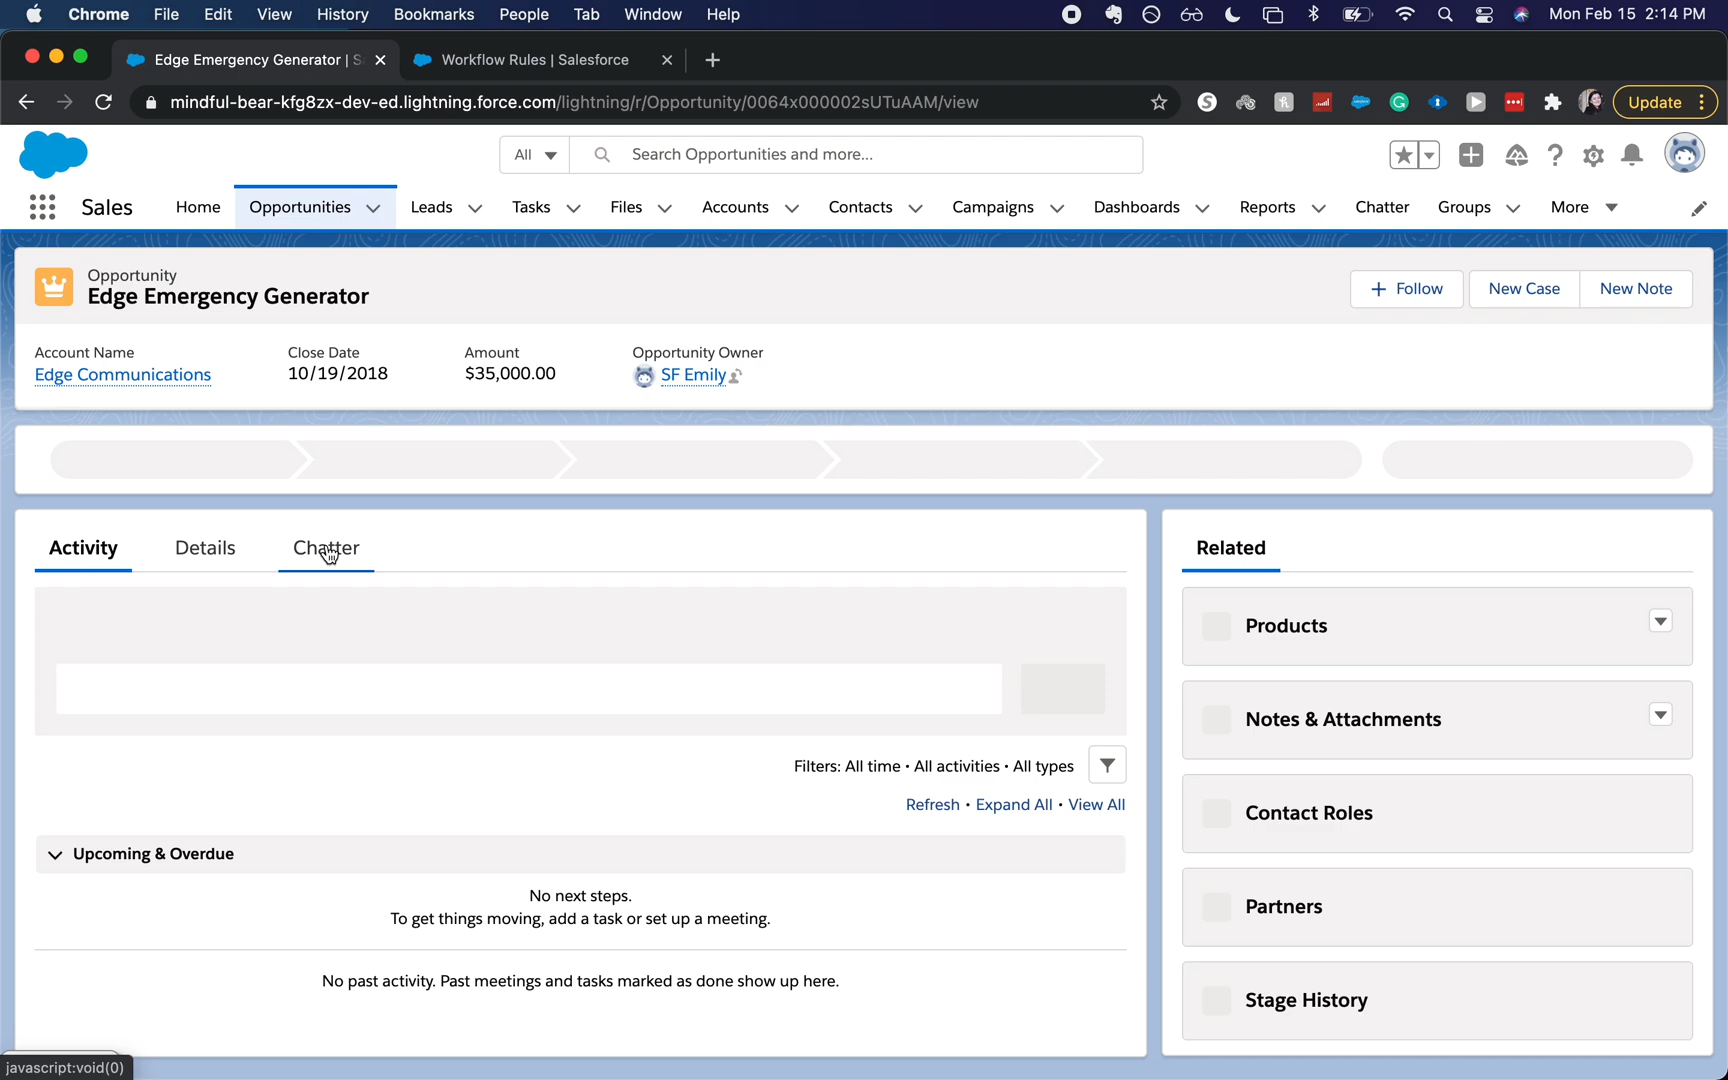 Chrome File Edit View History Bookmarks People Tab Window Help Mon Feb 15 2:14 PM
Edge Emergency Generator | S Workflow Rules | Salesforce
mindful-bear-kfg8zx-dev-ed.lightning.force.com/lightning/r/Opportunity/0064x000002sUTuAAM/view Update
All Search Opportunities and more...
Sales Home Opportunities Leads Tasks Files Accounts Contacts Campaigns Dashboards Reports Chatter Groups More
Opportunity
Edge Emergency Generator
+ Follow New Case New Note
Account Name Close Date Amount Opportunity Owner
Edge Communications 10/19/2018 $35,000.00 SF Emily
Activity Details Chatter
Filters: All time • All activities • All types
Refresh • Expand All • View All
Upcoming & Overdue
No next steps.
To get things moving, add a task or set up a meeting.
No past activity. Past meetings and tasks marked as done show up here.
Related
Products
Notes & Attachments
Contact Roles
Partners
Stage History
javascript:void(0)